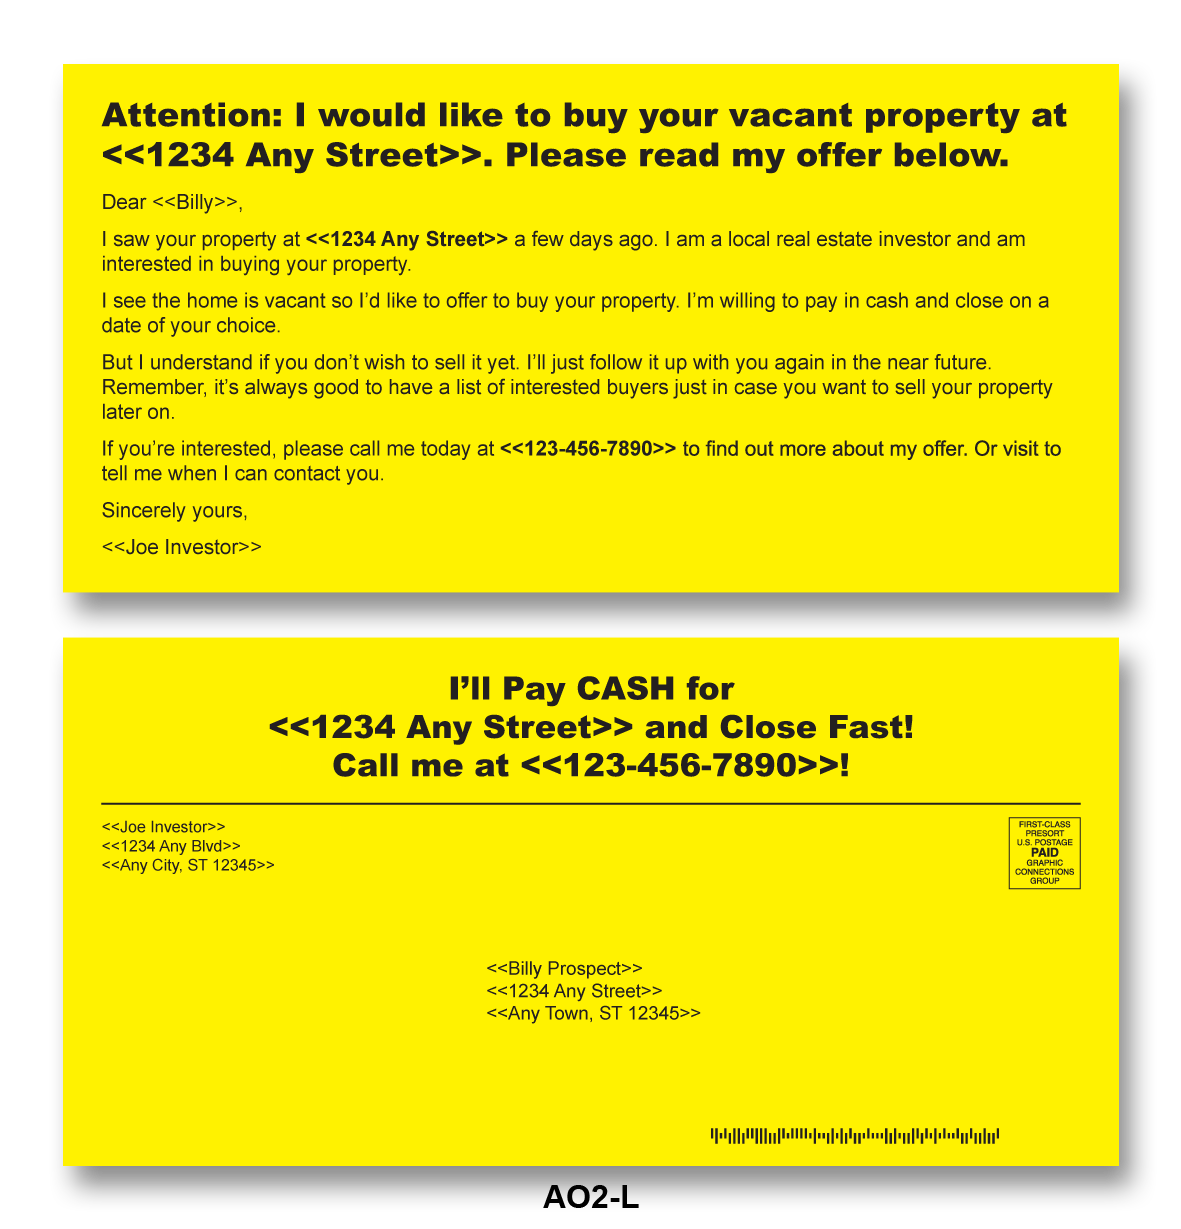 Attention: I would like to buy your vacant property at
<<1234 Any Street>>. Please read my offer below.
Dear <<Billy>>,
I saw your property at <<1234 Any Street>> a few days ago. I am a local real estate investor and am
interested in buying your property.
I see the home is vacant so I’d like to offer to buy your property. I’m willing to pay in cash and close on a
date of your choice.
But I understand if you don’t wish to sell it yet. I’ll just follow it up with you again in the near future.
Remember, it’s always good to have a list of interested buyers just in case you want to sell your property
later on.
If you’re interested, please call me today at <<123-456-7890>> to find out more about my offer. Or visit to
tell me when I can contact you.
Sincerely yours,
<<Joe Investor>>
I’ll Pay CASH for
<<1234 Any Street>> and Close Fast!
Call me at <<123-456-7890>>!
<<Joe Investor>>
<<1234 Any Blvd>>
<<Any City, ST 12345>>
FIRST-CLASS
PRESORT
U.S. POSTAGE
PAID
GRAPHIC
CONNECTIONS
GROUP
<<Billy Prospect>>
<<1234 Any Street>>
<<Any Town, ST 12345>>
AO2-L